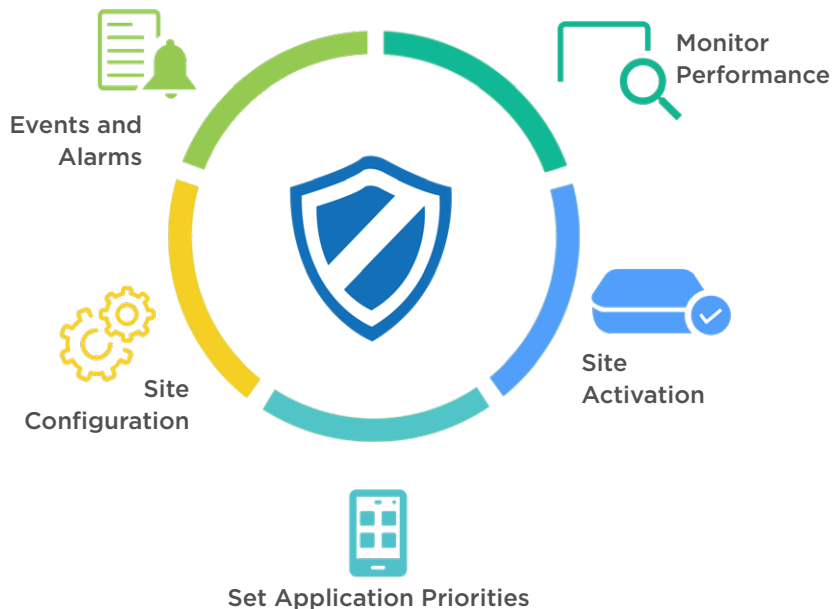 Monitor
Performance
Events and
Alarms
Site
Activation
Site
Configuration
Set Application Priorities